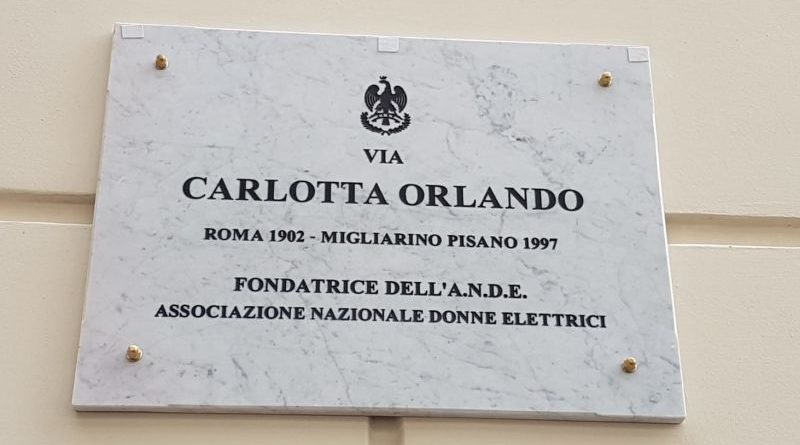 VIA
CARLOTTA ORLANDO
ROMA 1902 - MIGLIARINO PISANO 1997
FONDATRICE DELL'A.N.D.E.
ASSOCIAZIONE NAZIONALE DONNE ELETTRICI